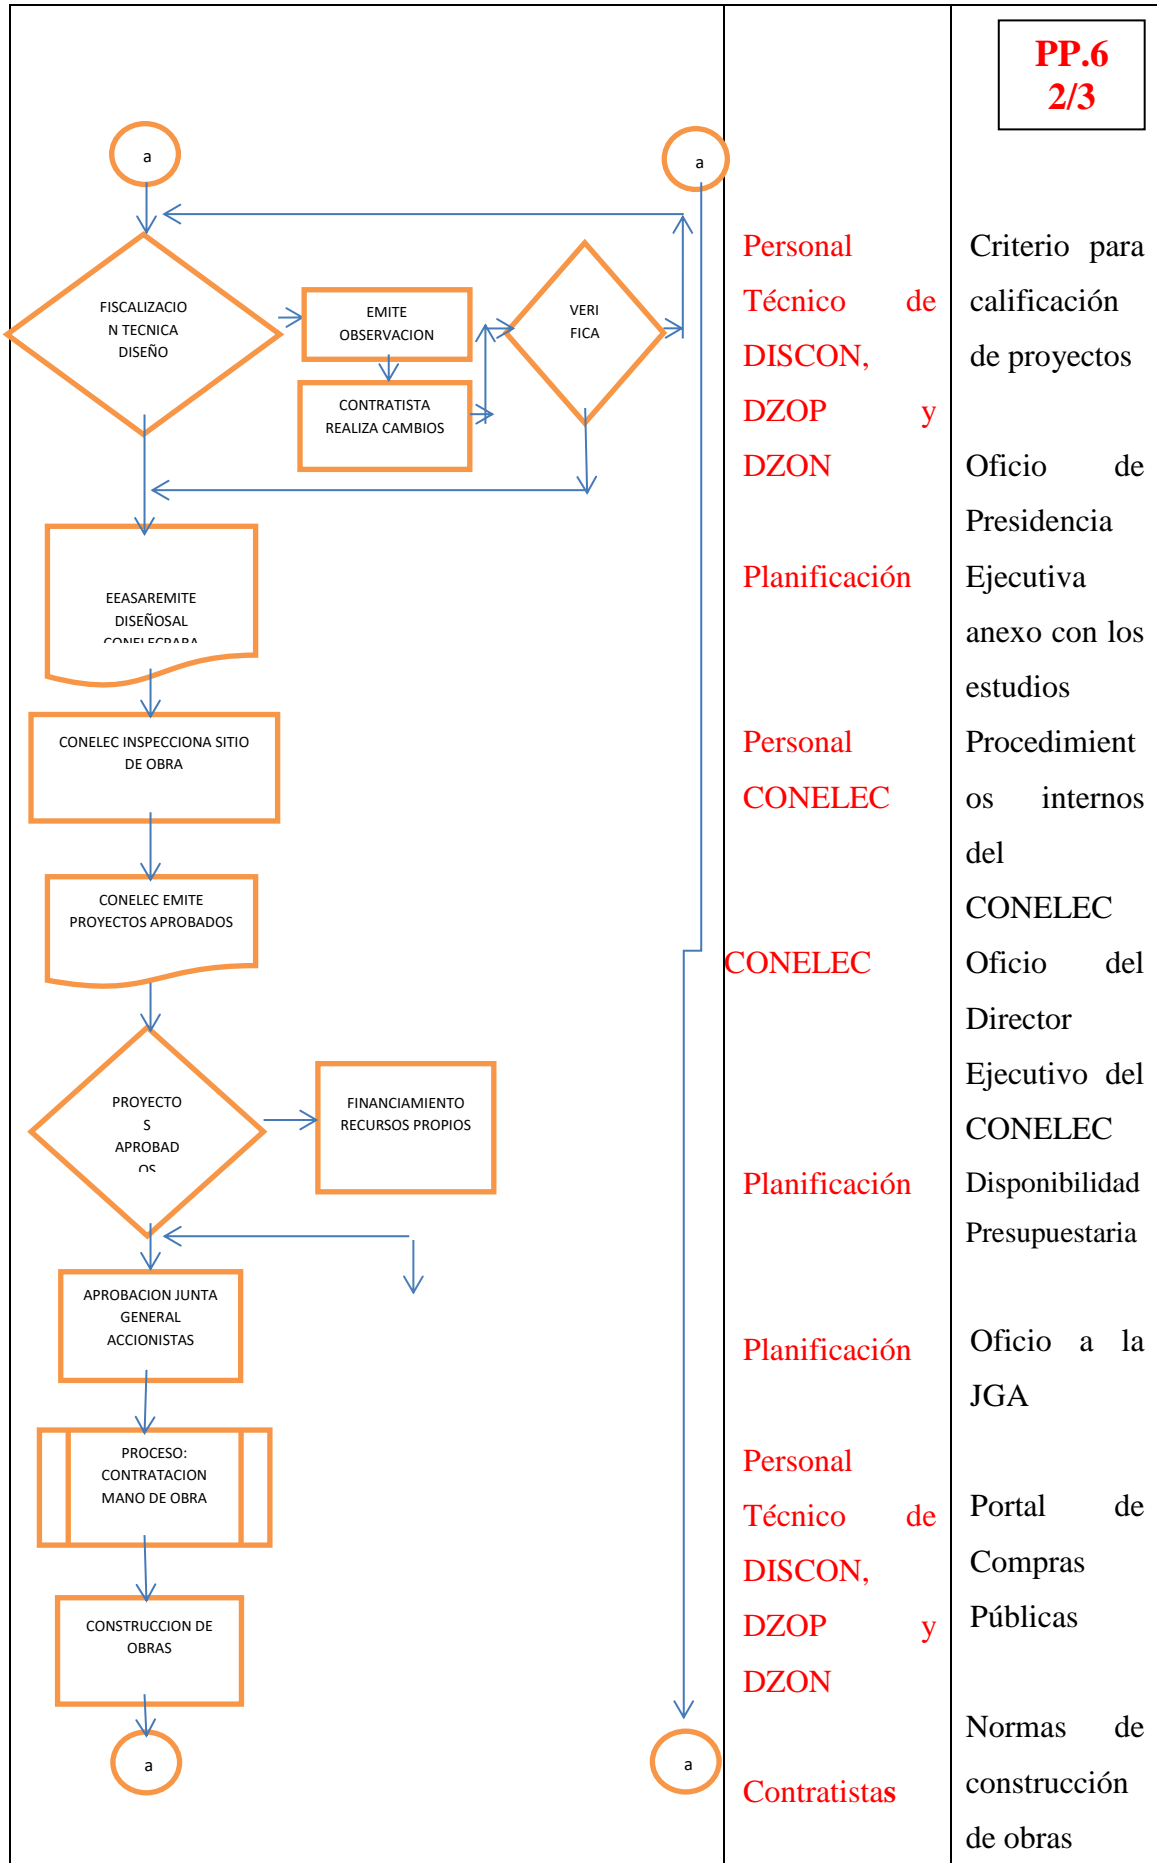 PP.6
2/3
a
a
FISCALIZACIO
N TECNICA
DISEÑO
EMITE
OBSERVACION
CONTRATISTA
REALIZA CAMBIOS
VERI
FICA
EEASAREMITE
DISEÑOSAL
CONELECPARA
CONELEC INSPECCIONA SITIO
DE OBRA
CONELEC EMITE
PROYECTOS APROBADOS
PROYECTO
S
APROBAD
OS
FINANCIAMIENTO
RECURSOS PROPIOS
APROBACION JUNTA
GENERAL
ACCIONISTAS
PROCESO:
CONTRATACION
MANO DE OBRA
CONSTRUCCION DE
OBRAS
a
a
Personal
Técnico de
DISCON,
DZOP y
DZON
Planificación
Personal
CONELEC
CONELEC
Planificación
Planificación
Personal
Técnico de
DISCON,
DZOP y
DZON
Contratistas
Criterio para
calificación
de proyectos
Oficio de
Presidencia
Ejecutiva
anexo con los
estudios
Procedimient
os internos
del
CONELEC
Oficio del
Director
Ejecutivo del
CONELEC
Disponibilidad
Presupuestaria
Oficio a la
JGA
Portal de
Compras
Públicas
Normas de
construcción
de obras